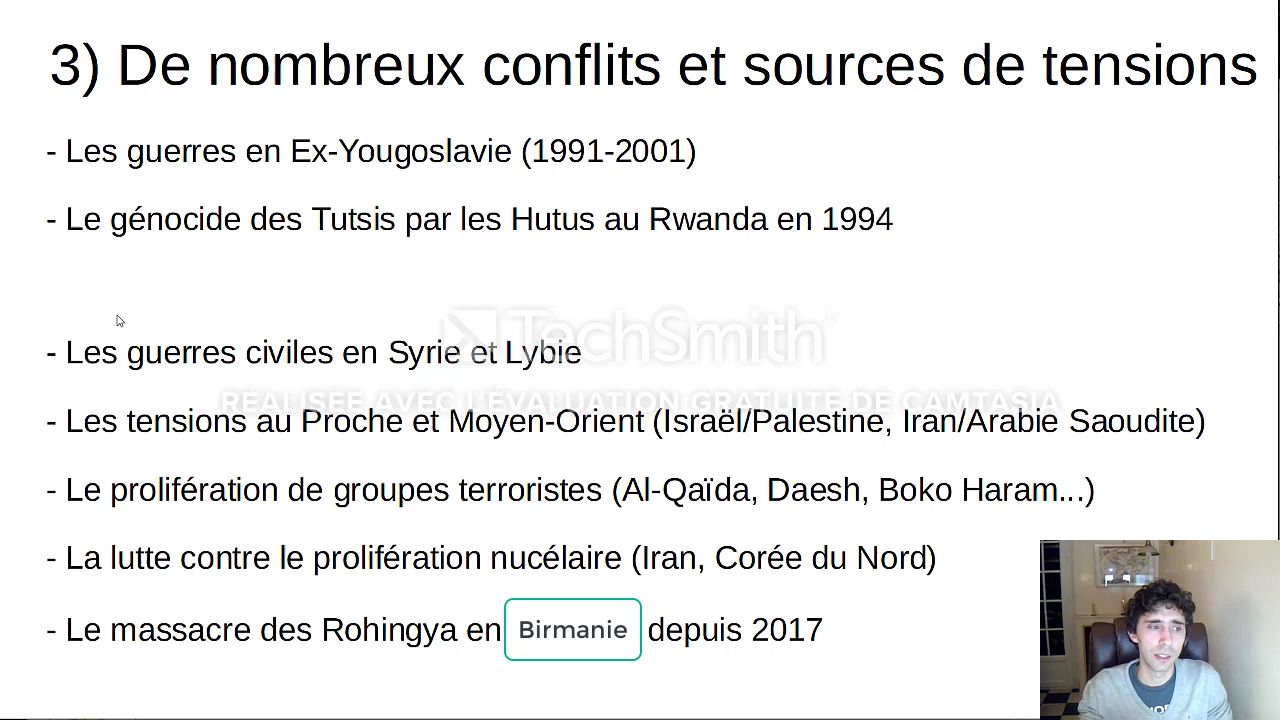 3) De nombreux conflits et sources de tensions
- Les guerres en Ex-Yougoslavie (1991-2001)
- Le génocide des Tutsis par les Hutus au Rwanda en 1994
TechSmith
- Les guerres civiles en Syrie et Lybie
RÉALISÉE AVEC L'ÉVALUATION GRATUITE DE CAMTASIA
- Les tensions au Proche et Moyen-Orient (Israël/Palestine, Iran/Arabie Saoudite)
- Le prolifération de groupes terroristes (Al-Qaïda, Daesh, Boko Haram...)
- La lutte contre le prolifération nucélaire (Iran, Corée du Nord)
- Le massacre des Rohingya en Birmanie depuis 2017